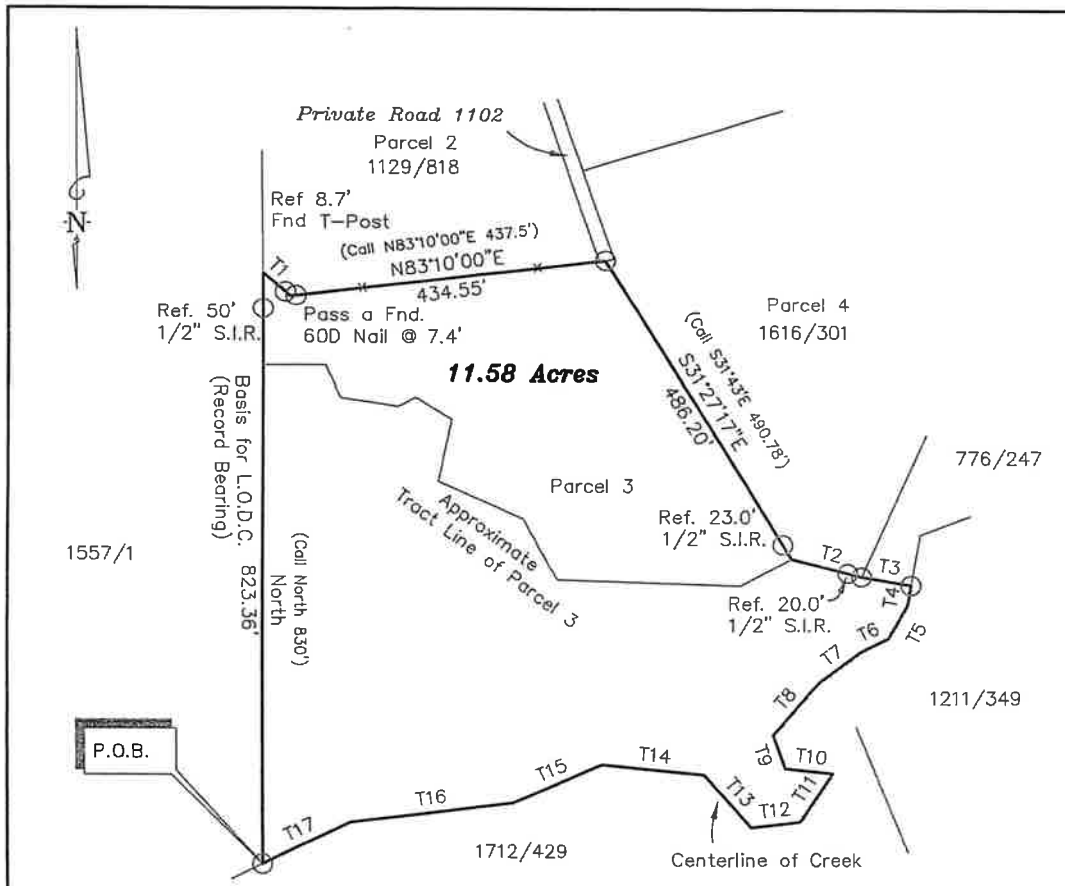 Private Road 1102
Parcel 2
1129/818
Ref 8.7'
Fnd T-Post
(Call N83°10'00"E 437.5')
N83°10'00"E
434.55'
T1
-N-
Ref. 50'
1/2" S.I.R.
Pass a Fnd.
60D Nail @ 7.4'
Parcel 4
1616/301
11.58 Acres
(Call S31°43'E 490.78')
S31°27'17"E
486.20'
Basis for L.O.D.C.
(Record Bearing)
823.36'
(Call North 830')
North
776/247
Parcel 3
Approximate
Tract Line of Parcel 3
Ref. 23.0'
1/2" S.I.R.
1557/1
T2
T3
T4
Ref. 20.0'
1/2" S.I.R.
T5
T6
T7
T8
1211/349
P.O.B.
T9
T10
T11
T12
T13
T14
T15
T16
T17
1712/429
Centerline of Creek